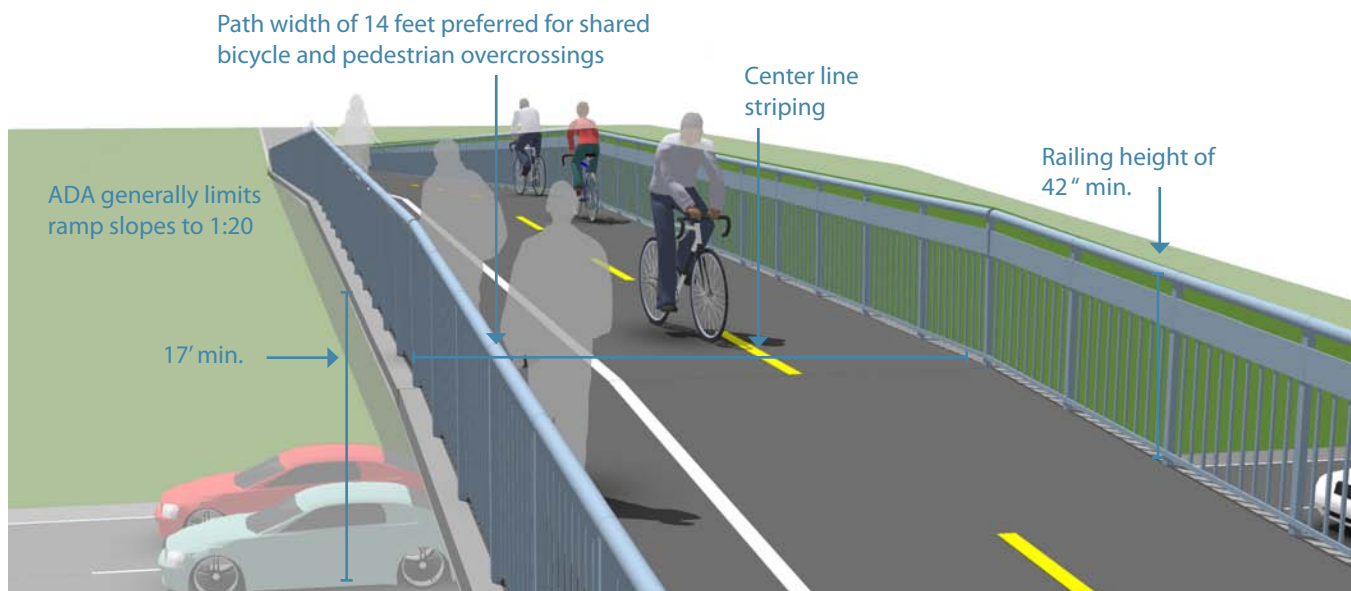 Path width of 14 feet preferred for shared
bicycle and pedestrian overcrossings
Center line
striping
Railing height of
42“ min.
ADA generally limits
ramp slopes to 1:20
17’ min.